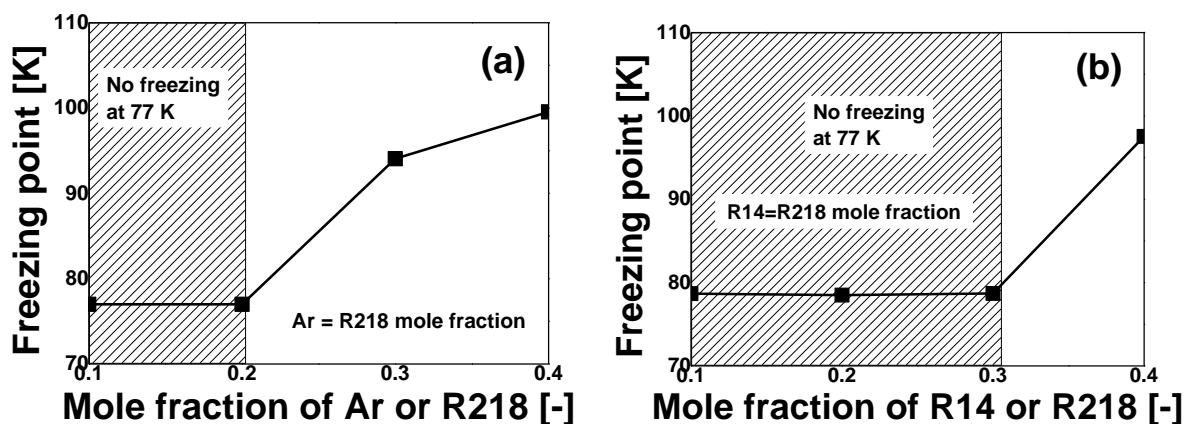 110
100
90
80
70
Freezing point [K]
(a)
No freezing
at 77 K
Ar = R218 mole fraction
0.1 0.2 0.3 0.4
Mole fraction of Ar or R218 [-]
110
100
90
80
70
Freezing point [K]
(b)
No freezing
at 77 K
R14=R218 mole fraction
0.1 0.2 0.3 0.4
Mole fraction of R14 or R218 [-]